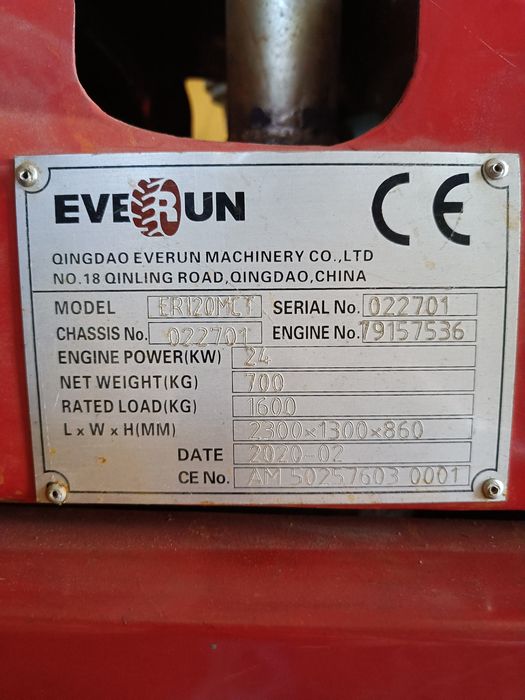 EVERUN
CE
QINGDAO EVERUN MACHINERY CO.,LTD
NO.18 QINLING ROAD,QINGDAO,CHINA
MODEL ER120MCT SERIAL No. 022701
CHASSIS No. 022701 ENGINE No. 19157536
ENGINE POWER(KW) 24
NET WEIGHT(KG) 700
RATED LOAD(KG) 1600
L x W x H(MM) 2300×1300×860
DATE 2020-02
CE No. AM 50257603 0001